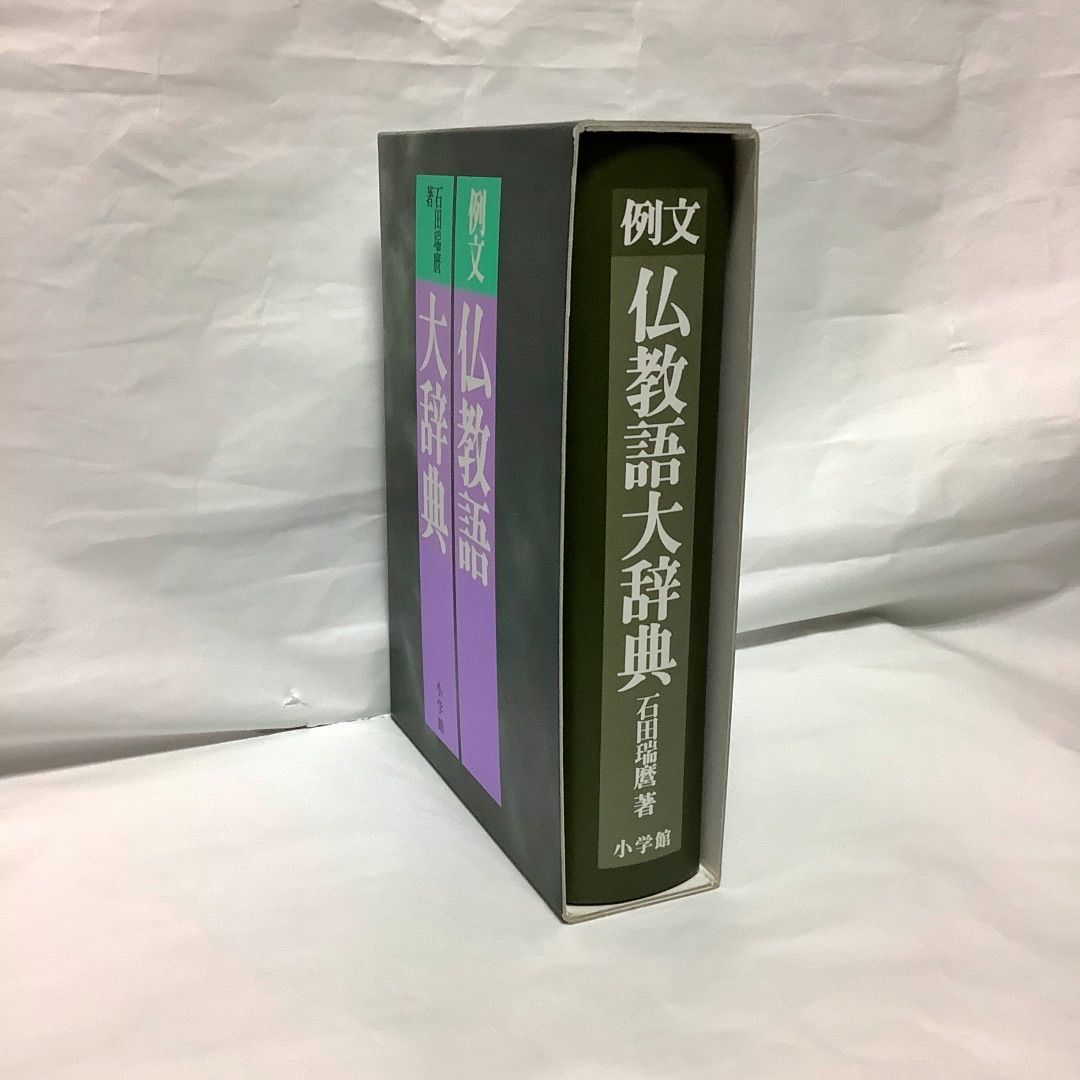 例文
仏教語
大辞典
石田瑞麿
著
小学館
例文
仏教語大辞典
石田瑞麿著
小学館